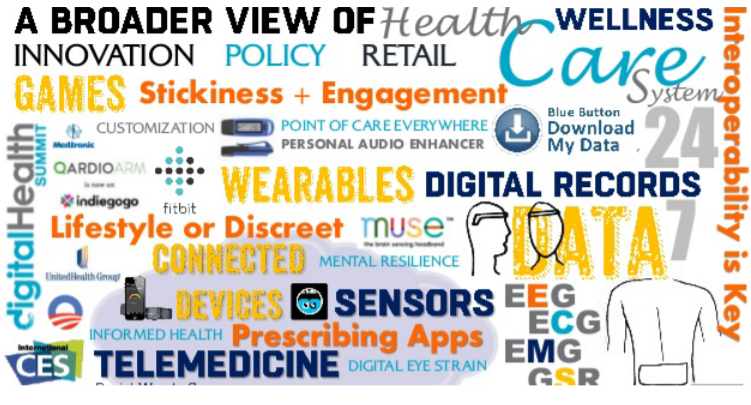 A BROADER VIEW OF Health Care System
WELLNESS
INNOVATION POLICY RETAIL
GAMES Stickiness + Engagement
Interoperability is Key
digitalHealth SUMMIT
Medtronic
CUSTOMIZATION
POINT OF CARE EVERYWHERE
PERSONAL AUDIO ENHANCER
Blue Button
Download
My Data
24
7
QARDIOARM
is now on
indiegogo
fitbit
WEARABLES DIGITAL RECORDS
Lifestyle or Discreet
muse™
the brain sensing headband
DATA
UnitedHealth Group
CONNECTED
MENTAL RESILIENCE
DEVICES
SENSORS
EEG
ECG
EMG
GSR
INFORMED HEALTH Prescribing Apps
International
CES
TELEMEDICINE DIGITAL EYE STRAIN